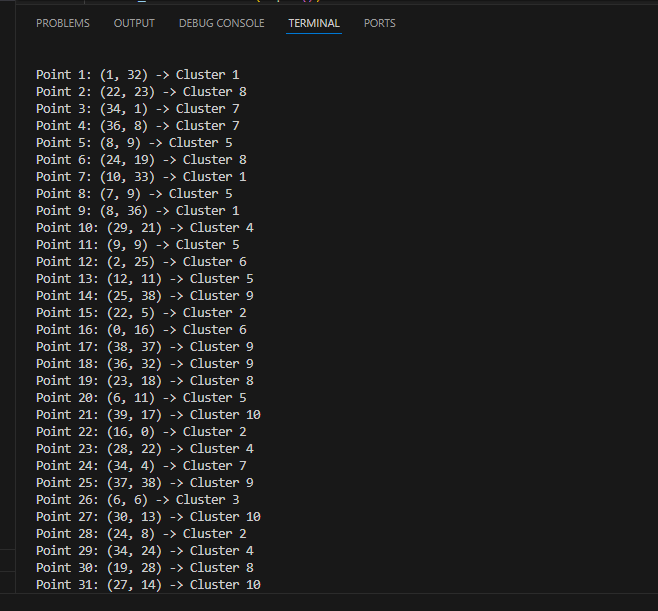 PROBLEMS OUTPUT DEBUG CONSOLE TERMINAL PORTS
Point 1: (1, 32) -> Cluster 1
Point 2: (22, 23) -> Cluster 8
Point 3: (34, 1) -> Cluster 7
Point 4: (36, 8) -> Cluster 7
Point 5: (8, 9) -> Cluster 5
Point 6: (24, 19) -> Cluster 8
Point 7: (10, 33) -> Cluster 1
Point 8: (7, 9) -> Cluster 5
Point 9: (8, 36) -> Cluster 1
Point 10: (29, 21) -> Cluster 4
Point 11: (9, 9) -> Cluster 5
Point 12: (2, 25) -> Cluster 6
Point 13: (12, 11) -> Cluster 5
Point 14: (25, 38) -> Cluster 9
Point 15: (22, 5) -> Cluster 2
Point 16: (0, 16) -> Cluster 6
Point 17: (38, 37) -> Cluster 9
Point 18: (36, 32) -> Cluster 9
Point 19: (23, 18) -> Cluster 8
Point 20: (6, 11) -> Cluster 5
Point 21: (39, 17) -> Cluster 10
Point 22: (16, 0) -> Cluster 2
Point 23: (28, 22) -> Cluster 4
Point 24: (34, 4) -> Cluster 7
Point 25: (37, 38) -> Cluster 9
Point 26: (6, 6) -> Cluster 3
Point 27: (30, 13) -> Cluster 10
Point 28: (24, 8) -> Cluster 2
Point 29: (34, 24) -> Cluster 4
Point 30: (19, 28) -> Cluster 8
Point 31: (27, 14) -> Cluster 10